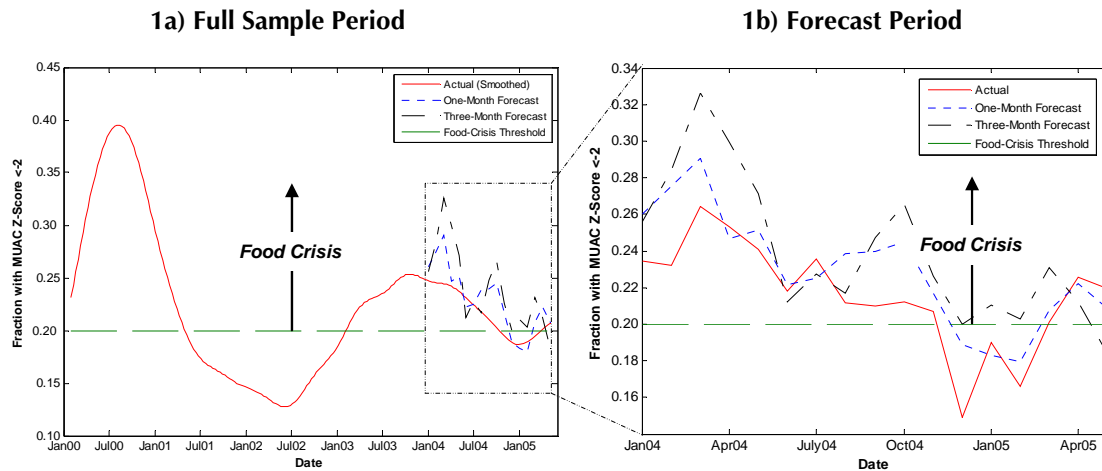 1a) Full Sample Period
0.45
0.40
0.35
0.30
0.25
0.20
0.15
0.10
Fraction with MUAC Z-Score <-2
Actual (Smoothed)
One-Month Forecast
Three-Month Forecast
Food-Crisis Threshold
Food Crisis
Jan00 Jul00 Jan01 Jul01 Jan02 Jul02 Jan03 Jul03 Jan04 Jul04 Jan05
Date
1b) Forecast Period
0.34
0.32
0.30
0.28
0.26
0.24
0.22
0.20
0.18
0.16
0.14
Fraction with MUAC Z-Score <-2
Actual
One-Month Forecast
Three-Month Forecast
Food-Crisis Threshold
Food Crisis
Jan04 Apr04 July04 Oct04 Jan05 Apr05
Date